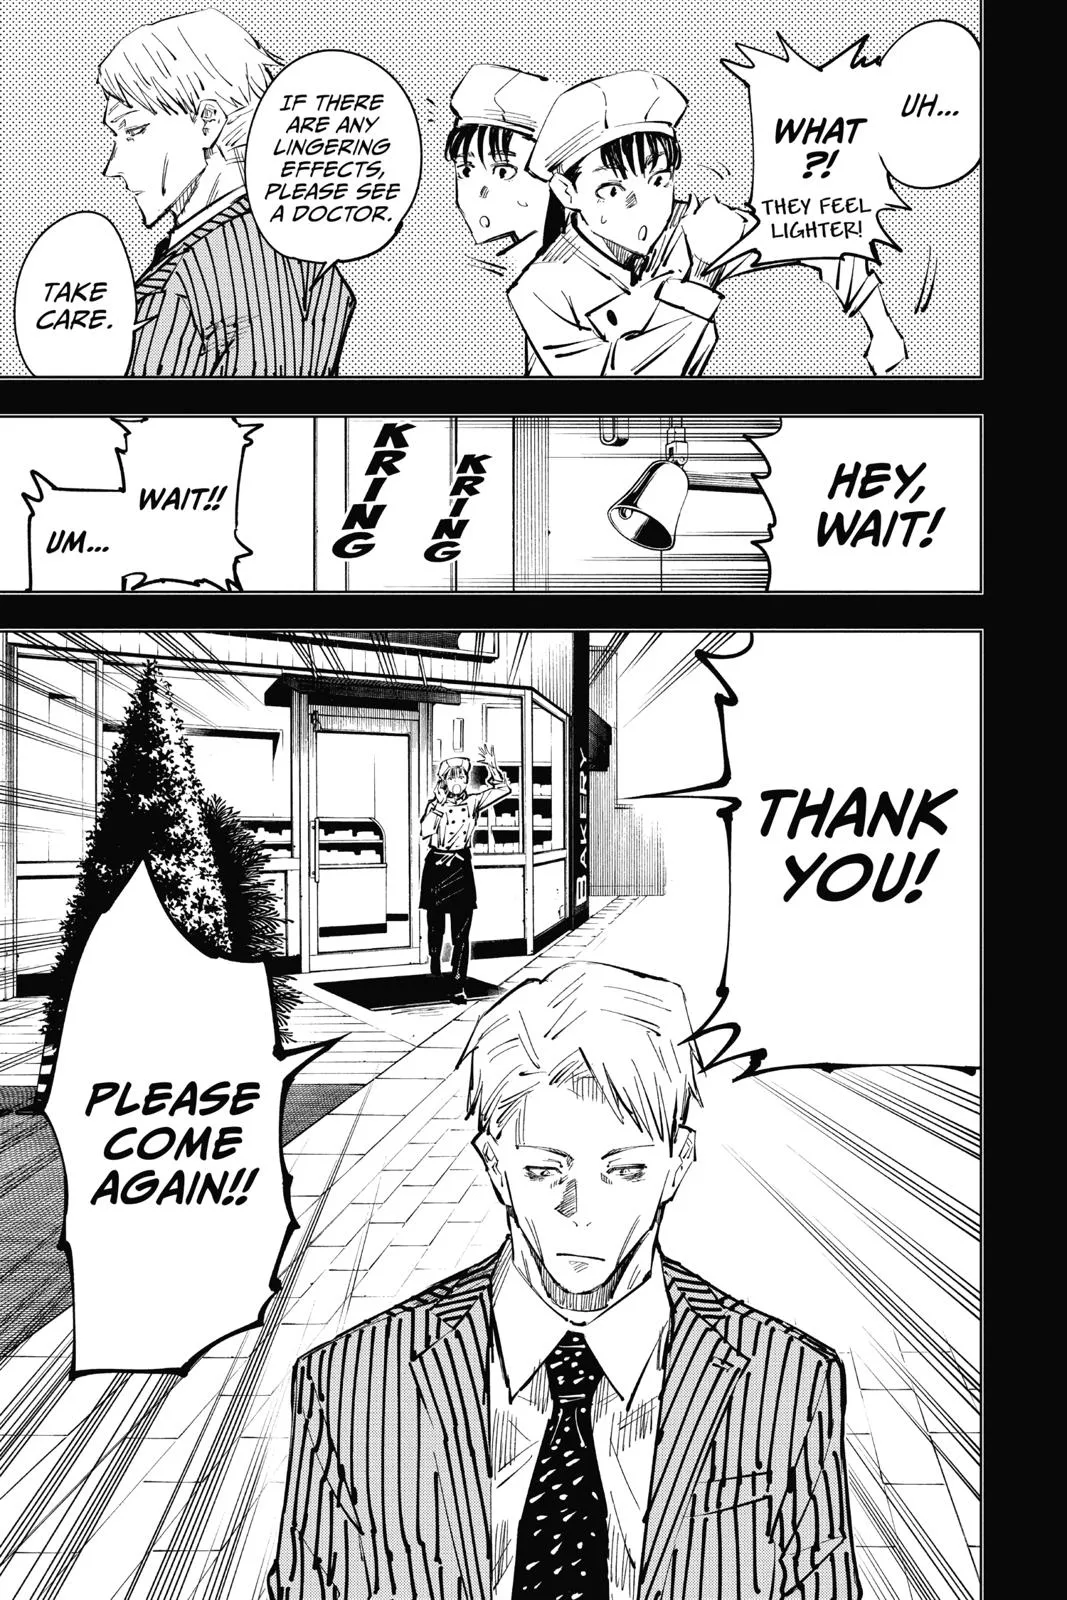 UH...
WHAT
?!
THEY FEEL
LIGHTER!
IF THERE
ARE ANY
LINGERING
EFFECTS,
PLEASE SEE
A DOCTOR.
TAKE
CARE.
HEY,
WAIT!
KRING
KRING
WAIT!!
UM...
THANK
YOU!
BAKERY
PLEASE
COME
AGAIN!!